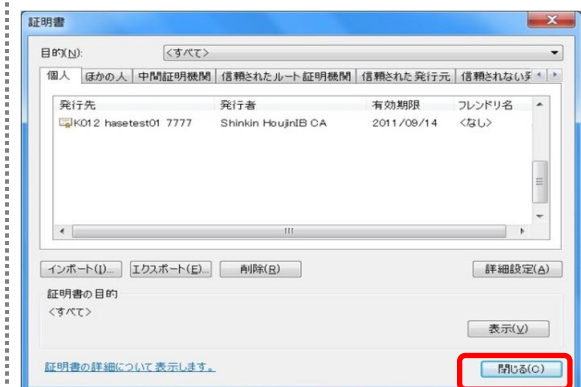 証明書
目的(N): <すべて>
個人 ほかの人 中間証明機関 信頼されたルート証明機関 信頼された発行元 信頼されない
発行先 発行者 有効期限 フレンドリ名
K012 hasetest01 7777 Shinkin HoujinIB CA 2011/09/14 <なし>
インポート(I)... エクスポート(E)... 削除(R) 詳細設定(A)
証明書の目的
<すべて>
表示(V)
証明書の詳細について表示します。 閉じる(C)